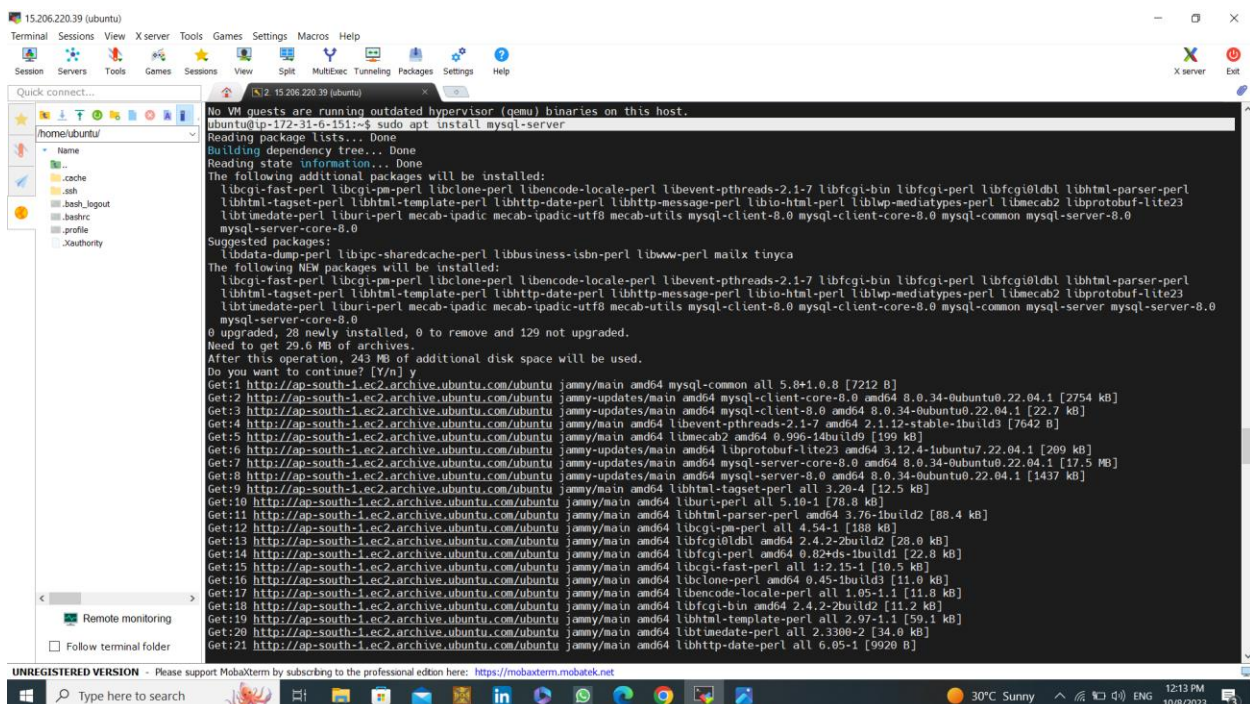 15.206.220.39 (ubuntu)
Terminal Sessions View X server Tools Games Settings Macros Help
Session Servers Tools Games Sessions View Split MultiExec Tunneling Packages Settings Help X server Exit
Quick connect...
2. 15.206.220.39 (ubuntu)
/home/ubuntu/
Name
..
.cache
.ssh
.bash_logout
.bashrc
.profile
.Xauthority
No VM guests are running outdated hypervisor (qemu) binaries on this host.
ubuntu@ip-172-31-6-151:~$ sudo apt install mysql-server
Reading package lists... Done
Building dependency tree... Done
Reading state information... Done
The following additional packages will be installed:
libcgi-fast-perl libcgi-pm-perl libclone-perl libencode-locale-perl libevent-pthreads-2.1-7 libfcgi-bin libfcgi-perl libfcgi0ldbl libhtml-parser-perl
libhtml-tagset-perl libhtml-template-perl libhttp-date-perl libhttp-message-perl libio-html-perl liblwp-mediatypes-perl libmecab2 libprotobuf-lite23
libtimedate-perl liburi-perl mecab-ipadic mecab-ipadic-utf8 mecab-utils mysql-client-8.0 mysql-client-core-8.0 mysql-common mysql-server-8.0
mysql-server-core-8.0
Suggested packages:
libdata-dump-perl libipc-sharedcache-perl libbusiness-isbn-perl libwww-perl mailx tinyca
The following NEW packages will be installed:
libcgi-fast-perl libcgi-pm-perl libclone-perl libencode-locale-perl libevent-pthreads-2.1-7 libfcgi-bin libfcgi-perl libfcgi0ldbl libhtml-parser-perl
libhtml-tagset-perl libhtml-template-perl libhttp-date-perl libhttp-message-perl libio-html-perl liblwp-mediatypes-perl libmecab2 libprotobuf-lite23
libtimedate-perl liburi-perl mecab-ipadic mecab-ipadic-utf8 mecab-utils mysql-client-8.0 mysql-client-core-8.0 mysql-common mysql-server mysql-server-8.0
mysql-server-core-8.0
0 upgraded, 28 newly installed, 0 to remove and 129 not upgraded.
Need to get 29.6 MB of archives.
After this operation, 243 MB of additional disk space will be used.
Do you want to continue? [Y/n] y
Get:1 http://ap-south-1.ec2.archive.ubuntu.com/ubuntu jammy/main amd64 mysql-common all 5.8+1.0.8 [7212 B]
Get:2 http://ap-south-1.ec2.archive.ubuntu.com/ubuntu jammy-updates/main amd64 mysql-client-core-8.0 amd64 8.0.34-0ubuntu0.22.04.1 [2754 kB]
Get:3 http://ap-south-1.ec2.archive.ubuntu.com/ubuntu jammy-updates/main amd64 mysql-client-8.0 amd64 8.0.34-0ubuntu0.22.04.1 [22.7 kB]
Get:4 http://ap-south-1.ec2.archive.ubuntu.com/ubuntu jammy/main amd64 libevent-pthreads-2.1-7 amd64 2.1.12-stable-1build3 [7642 B]
Get:5 http://ap-south-1.ec2.archive.ubuntu.com/ubuntu jammy/main amd64 libmecab2 amd64 0.996-14build9 [199 kB]
Get:6 http://ap-south-1.ec2.archive.ubuntu.com/ubuntu jammy-updates/main amd64 libprotobuf-lite23 amd64 3.12.4-1ubuntu7.22.04.1 [209 kB]
Get:7 http://ap-south-1.ec2.archive.ubuntu.com/ubuntu jammy-updates/main amd64 mysql-server-core-8.0 amd64 8.0.34-0ubuntu0.22.04.1 [17.5 MB]
Get:8 http://ap-south-1.ec2.archive.ubuntu.com/ubuntu jammy-updates/main amd64 mysql-server-8.0 amd64 8.0.34-0ubuntu0.22.04.1 [1437 kB]
Get:9 http://ap-south-1.ec2.archive.ubuntu.com/ubuntu jammy/main amd64 libhtml-tagset-perl all 3.20-4 [12.5 kB]
Get:10 http://ap-south-1.ec2.archive.ubuntu.com/ubuntu jammy/main amd64 liburi-perl all 5.10-1 [78.8 kB]
Get:11 http://ap-south-1.ec2.archive.ubuntu.com/ubuntu jammy/main amd64 libhtml-parser-perl amd64 3.76-1build2 [88.4 kB]
Get:12 http://ap-south-1.ec2.archive.ubuntu.com/ubuntu jammy/main amd64 libcgi-pm-perl all 4.54-1 [188 kB]
Get:13 http://ap-south-1.ec2.archive.ubuntu.com/ubuntu jammy/main amd64 libfcgi0ldbl amd64 2.4.2-2build2 [28.0 kB]
Get:14 http://ap-south-1.ec2.archive.ubuntu.com/ubuntu jammy/main amd64 libfcgi-perl amd64 0.82+ds-1build1 [22.8 kB]
Get:15 http://ap-south-1.ec2.archive.ubuntu.com/ubuntu jammy/main amd64 libcgi-fast-perl all 1:2.15-1 [10.5 kB]
Get:16 http://ap-south-1.ec2.archive.ubuntu.com/ubuntu jammy/main amd64 libclone-perl amd64 0.45-1build3 [11.0 kB]
Get:17 http://ap-south-1.ec2.archive.ubuntu.com/ubuntu jammy/main amd64 libencode-locale-perl all 1.05-1.1 [11.8 kB]
Get:18 http://ap-south-1.ec2.archive.ubuntu.com/ubuntu jammy/main amd64 libfcgi-bin amd64 2.4.2-2build2 [11.2 kB]
Get:19 http://ap-south-1.ec2.archive.ubuntu.com/ubuntu jammy/main amd64 libhtml-template-perl all 2.97-1.1 [59.1 kB]
Get:20 http://ap-south-1.ec2.archive.ubuntu.com/ubuntu jammy/main amd64 libtimedate-perl all 2.3300-2 [34.0 kB]
Get:21 http://ap-south-1.ec2.archive.ubuntu.com/ubuntu jammy/main amd64 libhttp-date-perl all 6.05-1 [9920 B]
Remote monitoring
Follow terminal folder
UNREGISTERED VERSION - Please support MobaXterm by subscribing to the professional edition here: https://mobaxterm.mobatek.net
Type here to search
30°C Sunny
ENG
12:13 PM
10/8/2023